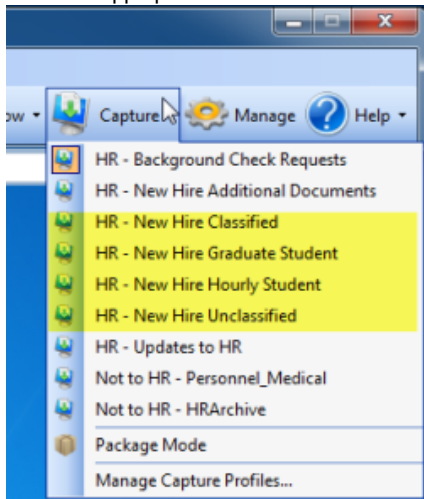 ow
Capture Manage Help
HR - Background Check Requests
HR - New Hire Additional Documents
HR - New Hire Classified
HR - New Hire Graduate Student
HR - New Hire Hourly Student
HR - New Hire Unclassified
HR - Updates to HR
Not to HR - Personnel_Medical
Not to HR - HRArchive
Package Mode
Manage Capture Profiles...